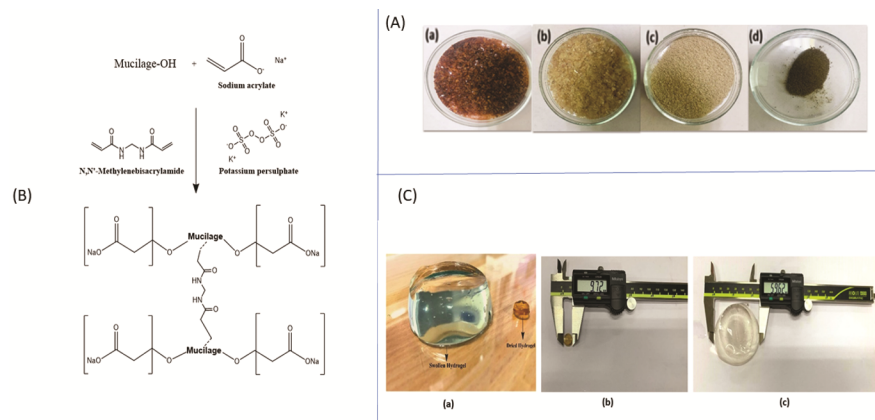 (A)
(a)
(b)
(c)
(d)
Mucilage-OH + O O⁻ Na⁺
Sodium acrylate
O N H N H O
O K⁺ O S O O S O O⁻ K⁺
N,N'-Methylenebisacrylamide
Potassium persulphate
(B)
NaO O O Mucilage O O ONa
O
HN
HN
O
NaO O O Mucilage O O ONa
(C)
Swollen Hydrogel
Dried Hydrogel
(a)
(b)
(c)